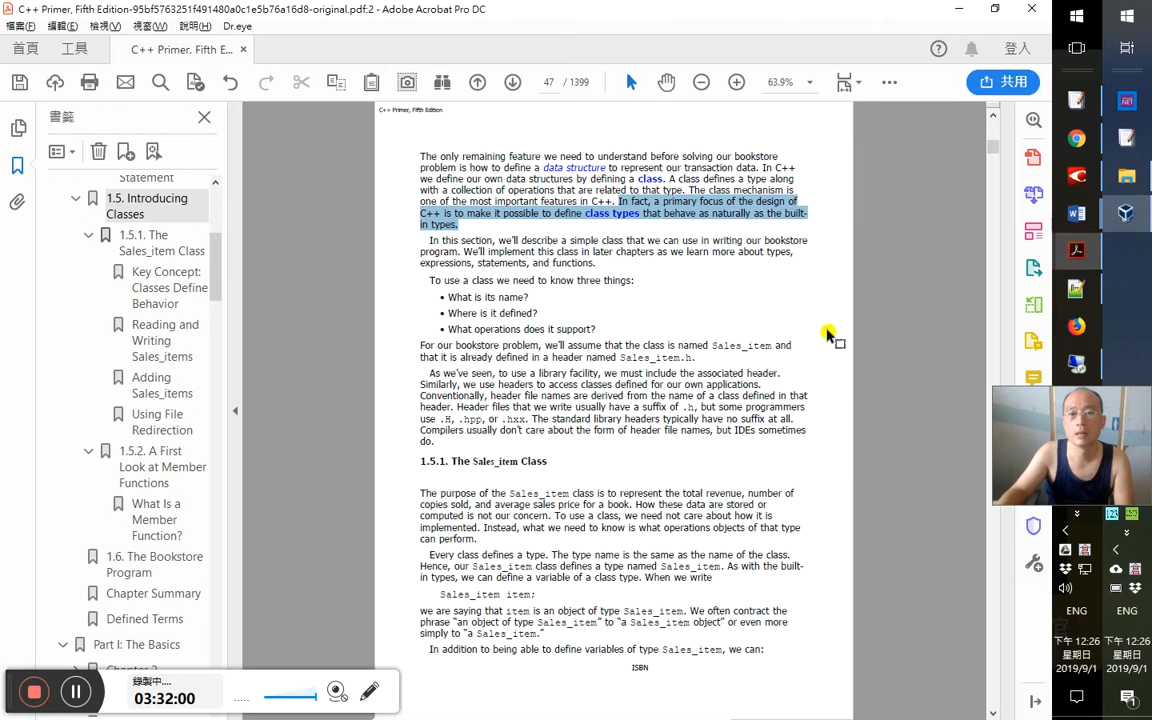 C++ Primer, Fifth Edition-95bf5763251f491480a0c1e5b76a16d8-original.pdf.2 - Adobe Acrobat Pro DC
檔案(F) 編輯(E) 檢視(V) 視窗(W) 說明(H) Dr.eye
首頁 工具 C++ Primer, Fifth E... × 登入
47 / 1399 63.9% 共用
書籤
Statement
1.5. Introducing
Classes
1.5.1. The
Sales_item Class
Key Concept:
Classes Define
Behavior
Reading and
Writing
Sales_items
Adding
Sales_items
Using File
Redirection
1.5.2. A First
Look at Member
Functions
What Is a
Member
Function?
1.6. The Bookstore
Program
Chapter Summary
Defined Terms
Part I: The Basics
C++ Primer, Fifth Edition
The only remaining feature we need to understand before solving our bookstore
problem is how to define a data structure to represent our transaction data. In C++
we define our own data structures by defining a class. A class defines a type along
with a collection of operations that are related to that type. The class mechanism is
one of the most important features in C++. In fact, a primary focus of the design of
C++ is to make it possible to define class types that behave as naturally as the built-
in types.
In this section, we'll describe a simple class that we can use in writing our bookstore
program. We'll implement this class in later chapters as we learn more about types,
expressions, statements, and functions.
To use a class we need to know three things:
• What is its name?
• Where is it defined?
• What operations does it support?
For our bookstore problem, we'll assume that the class is named Sales_item and
that it is already defined in a header named Sales_item.h.
As we've seen, to use a library facility, we must include the associated header.
Similarly, we use headers to access classes defined for our own applications.
Conventionally, header file names are derived from the name of a class defined in that
header. Header files that we write usually have a suffix of .h, but some programmers
use .H, .hpp, or .hxx. The standard library headers typically have no suffix at all.
Compilers usually don't care about the form of header file names, but IDEs sometimes
do.
1.5.1. The Sales_item Class
The purpose of the Sales_item class is to represent the total revenue, number of
copies sold, and average sales price for a book. How these data are stored or
computed is not our concern. To use a class, we need not care about how it is
implemented. Instead, what we need to know is what operations objects of that type
can perform.
Every class defines a type. The type name is the same as the name of the class.
Hence, our Sales_item class defines a type named Sales_item. As with the built-
in types, we can define a variable of a class type. When we write
Sales_item item;
we are saying that item is an object of type Sales_item. We often contract the
phrase "an object of type Sales_item" to "a Sales_item object" or even more
simply to "a Sales_item."
In addition to being able to define variables of type Sales_item, we can:
ISBN
錄製中....
03:32:00
ENG ENG
下午 12:26 下午 12:26
星期日 星期日
2019/9/1 2019/9/1